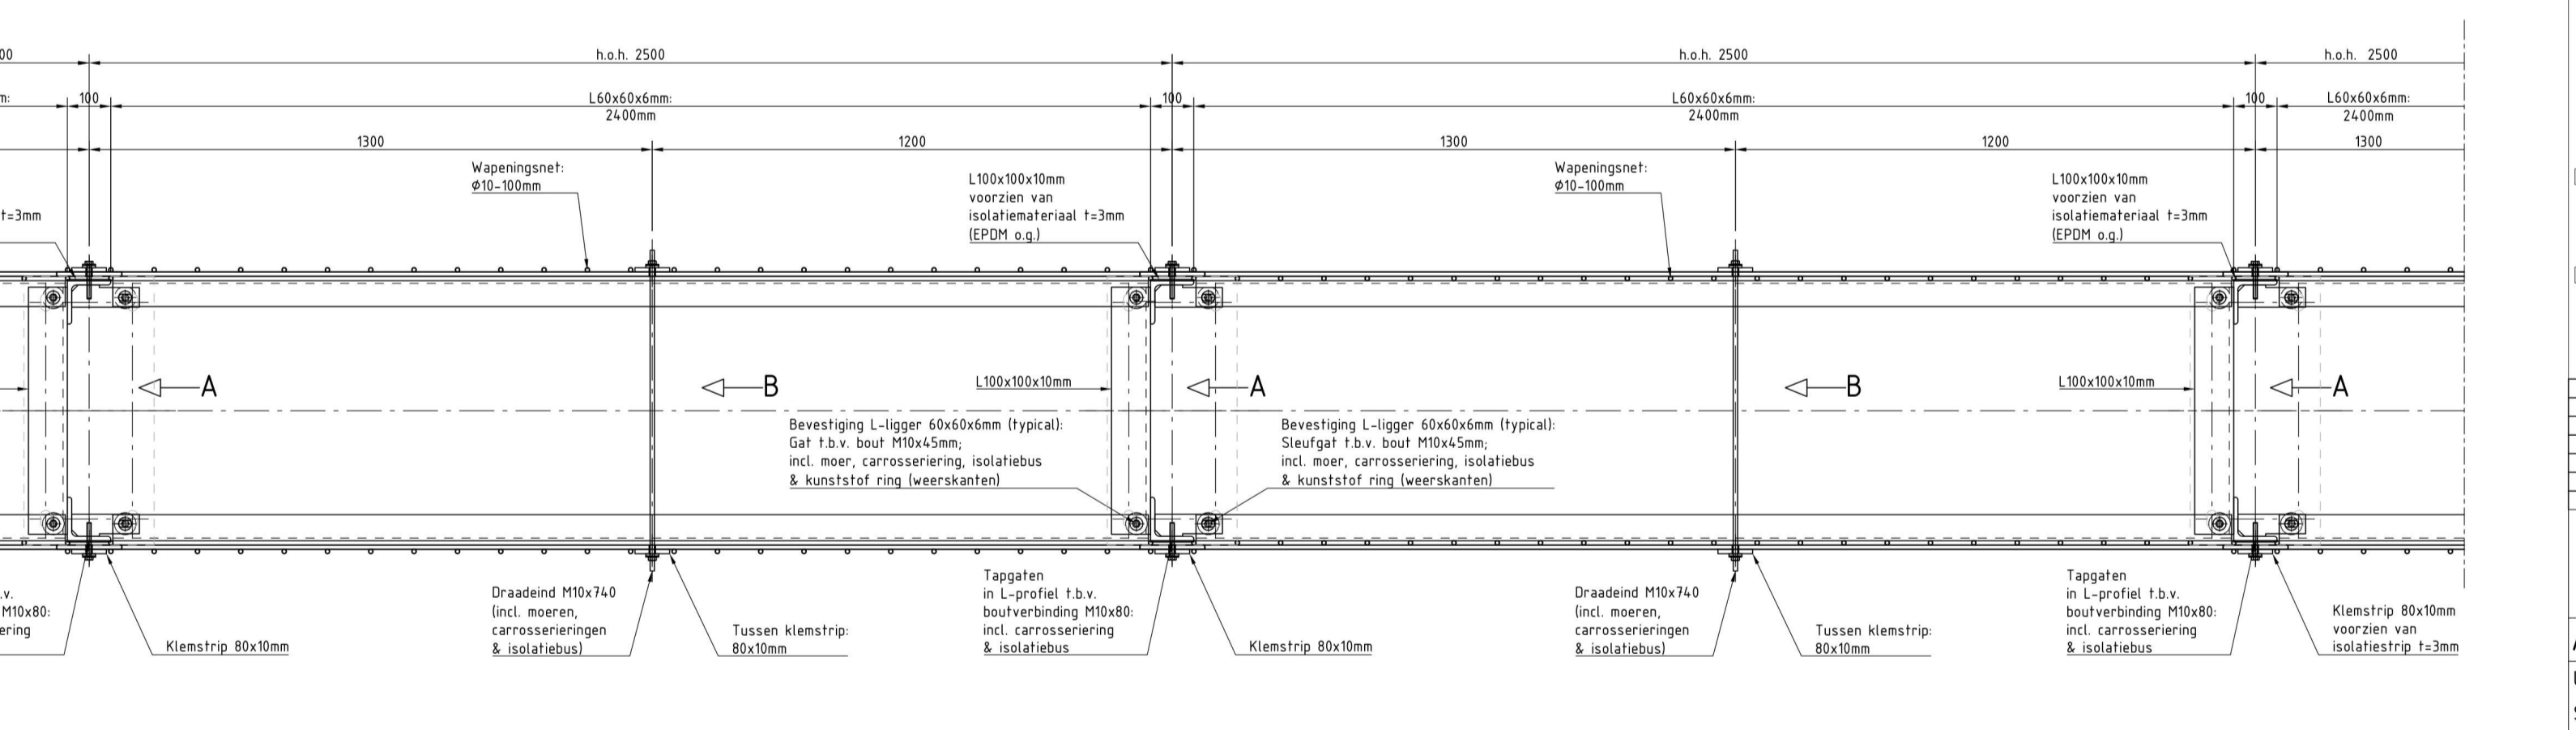 00
h.o.h. 2500
h.o.h. 2500
h.o.h. 2500
m:
100
L60x60x6mm:
2400mm
100
L60x60x6mm:
2400mm
100
L60x60x6mm:
2400mm
1300
1200
1300
1200
1300
t=3mm
Wapeningsnet:
Ø10-100mm
L100x100x10mm
voorzien van
isolatiemateriaal t=3mm
(EPDM o.g.)
Wapeningsnet:
Ø10-100mm
L100x100x10mm
voorzien van
isolatiemateriaal t=3mm
(EPDM o.g.)
A
B
L100x100x10mm
A
B
L100x100x10mm
A
Bevestiging L-ligger 60x60x6mm (typical):
Gat t.b.v. bout M10x45mm;
incl. moer, carrosseriering, isolatiebus
& kunststof ring (weerskanten)
Bevestiging L-ligger 60x60x6mm (typical):
Sleufgat t.b.v. bout M10x45mm;
incl. moer, carrosseriering, isolatiebus
& kunststof ring (weerskanten)
.v.
M10x80:
ering
Klemstrip 80x10mm
Draadeind M10x740
(incl. moeren,
carrosserieringen
& isolatiebus)
Tussen klemstrip:
80x10mm
Tapgaten
in L-profiel t.b.v.
boutverbinding M10x80:
incl. carrosseriering
& isolatiebus
Klemstrip 80x10mm
Draadeind M10x740
(incl. moeren,
carrosserieringen
& isolatiebus)
Tussen klemstrip:
80x10mm
Tapgaten
in L-profiel t.b.v.
boutverbinding M10x80:
incl. carrosseriering
& isolatiebus
Klemstrip 80x10mm
voorzien van
isolatiestrip t=3mm